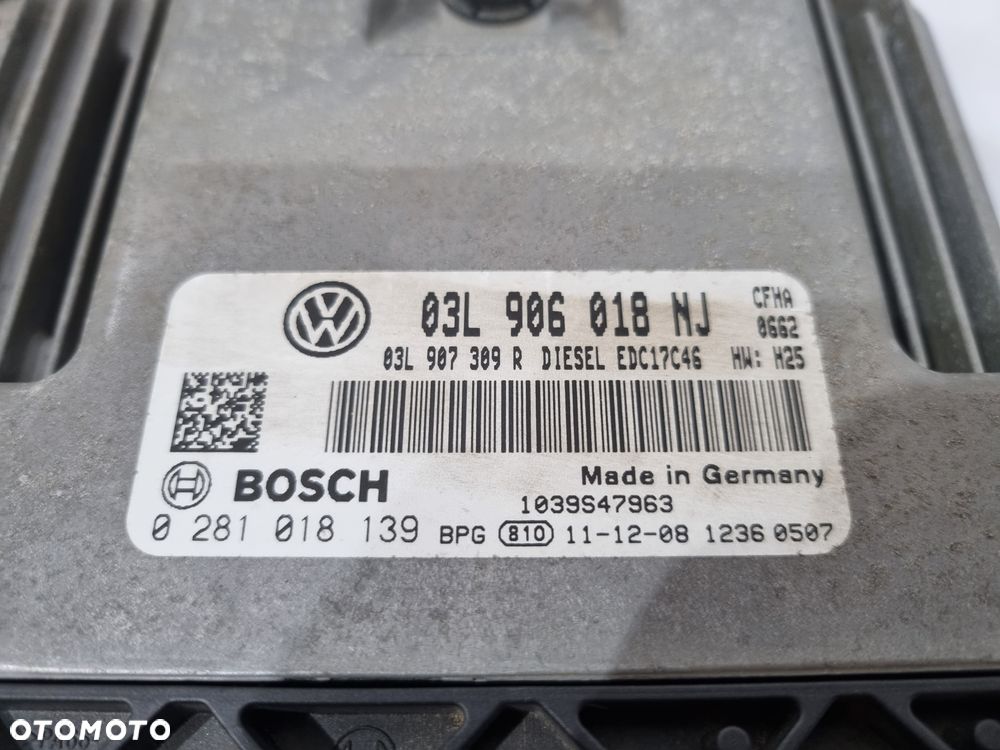 03L 906 018 NJ
CFHA
0662
03L 907 309 R DIESEL EDC17C46 HW: H25
BOSCH
Made in Germany
1039S47963
0 281 018 139 BPG 810 11-12-08 1236 0507
OTOMOTO